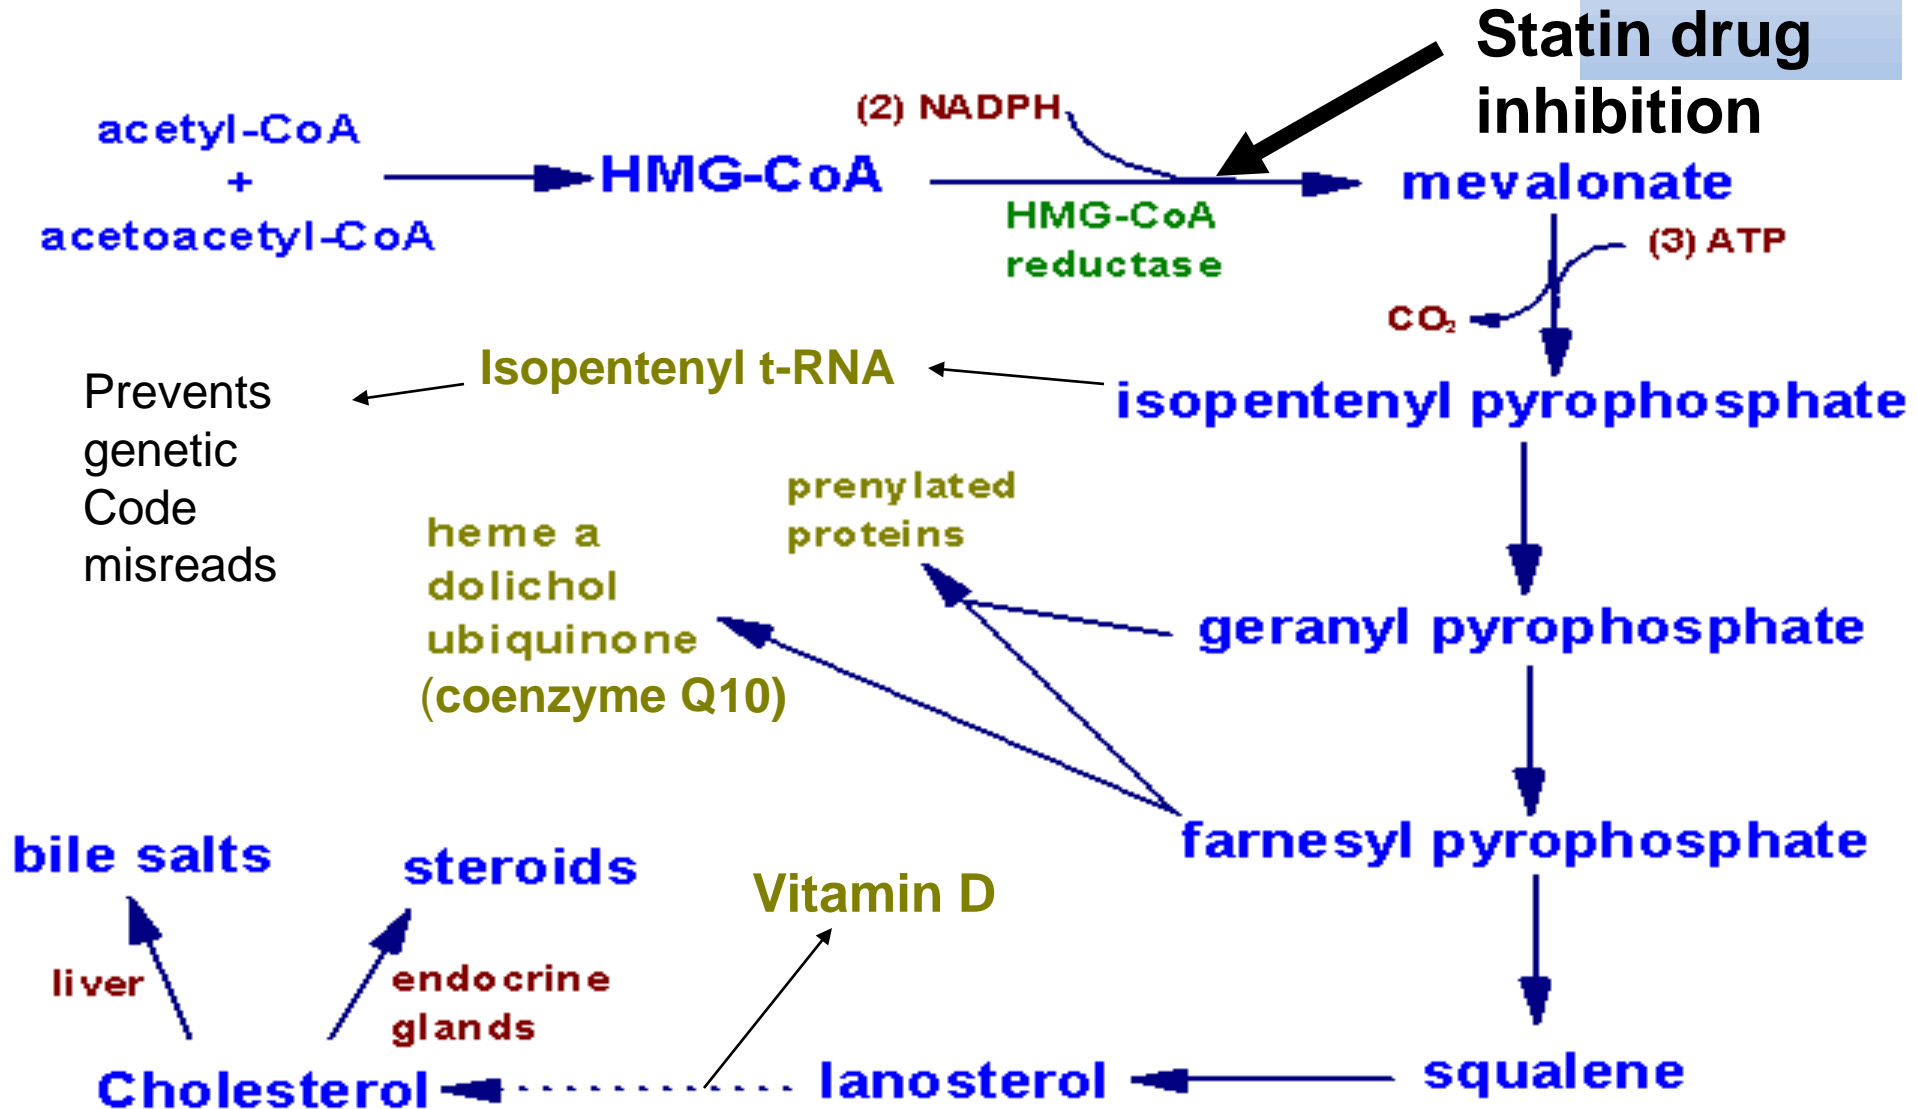 Statin drug
inhibition
(2) NADPH
acetyl-CoA
+
acetoacetyl-CoA
HMG-CoA
HMG-CoA
reductase
mevalonate
(3) ATP
CO₂
Isopentenyl t-RNA
isopentenyl pyrophosphate
Prevents
genetic
Code
misreads
prenylated
proteins
heme a
dolichol
ubiquinone
(coenzyme Q10)
geranyl pyrophosphate
farnesyl pyrophosphate
bile salts
steroids
Vitamin D
liver
endocrine
glands
Cholesterol
lanosterol
squalene